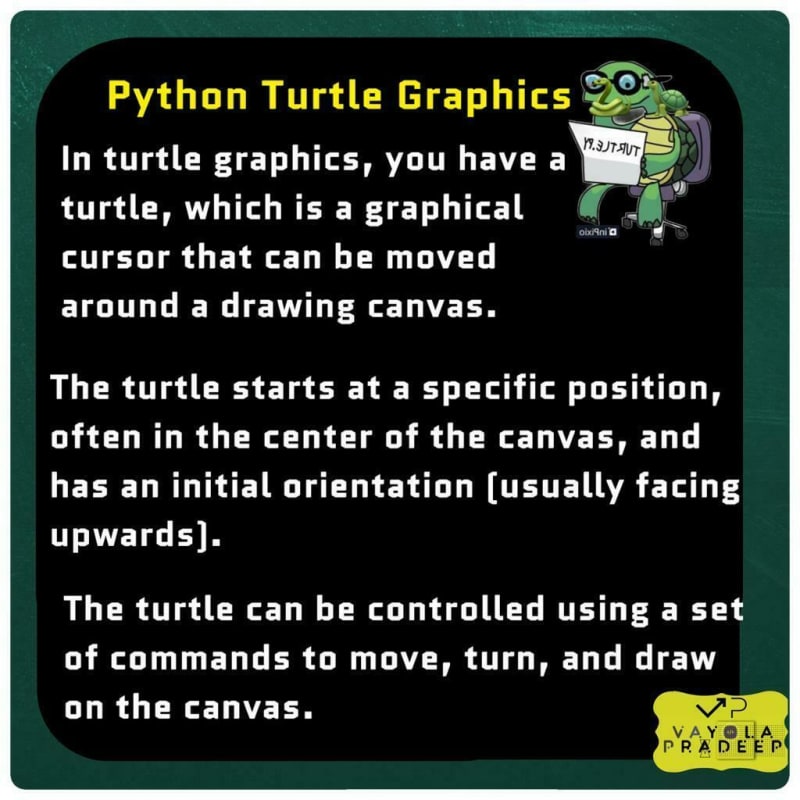 Python Turtle Graphics
In turtle graphics, you have a
turtle, which is a graphical
cursor that can be moved
around a drawing canvas.
TURTLE.PY
inPixio
The turtle starts at a specific position,
often in the center of the canvas, and
has an initial orientation (usually facing
upwards).
The turtle can be controlled using a set
of commands to move, turn, and draw
on the canvas.
VP
VAYOLA
PRADEEP